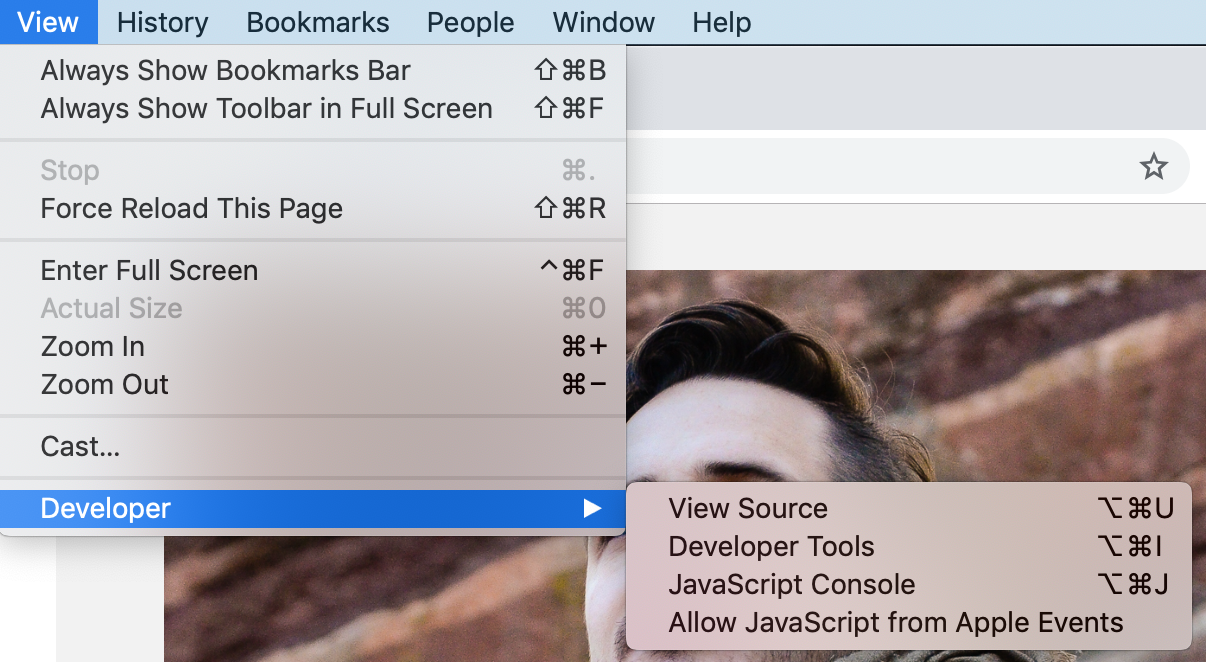 View History Bookmarks People Window Help
Always Show Bookmarks Bar ⇧⌘B
Always Show Toolbar in Full Screen ⇧⌘F
Stop ⌘.
Force Reload This Page ⇧⌘R
Enter Full Screen ^⌘F
Actual Size ⌘0
Zoom In ⌘+
Zoom Out ⌘−
Cast...
Developer ▶
View Source ⌥⌘U
Developer Tools ⌥⌘I
JavaScript Console ⌥⌘J
Allow JavaScript from Apple Events